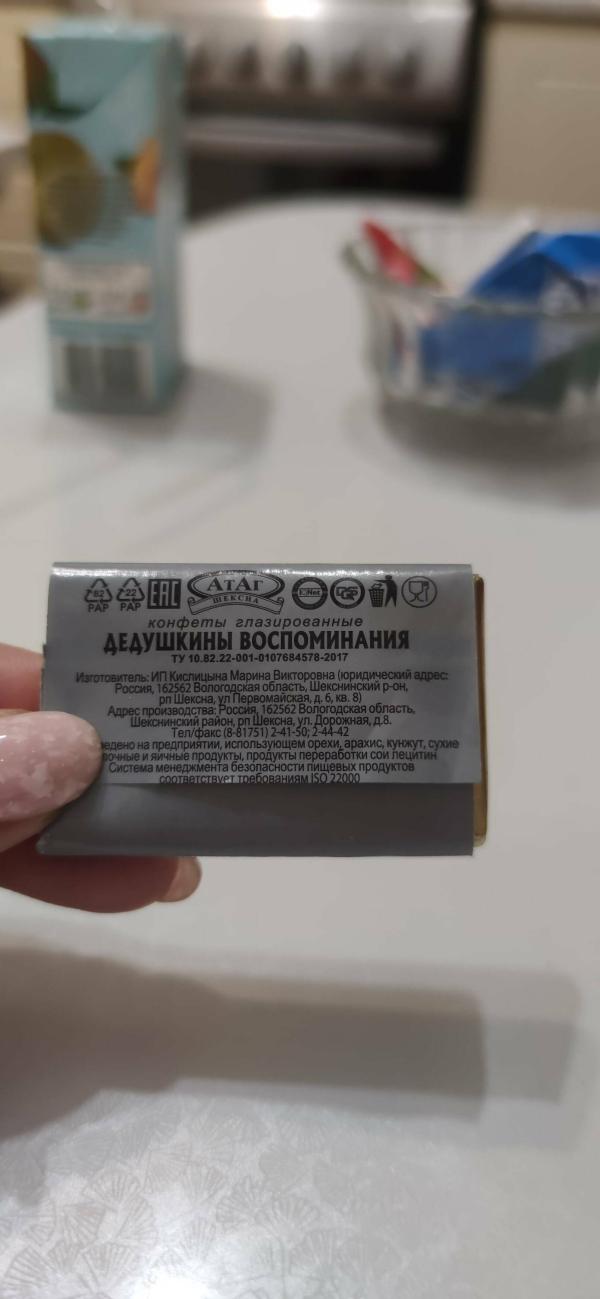 82 22 EAC АтАг Net
PAP PAP ШЕКСНА
конфеты глазированные
ДЕДУШКИНЫ ВОСПОМИНАНИЯ
ТУ 10.82.22-001-0107684578-2017
Изготовитель: ИП Кислицына Марина Викторовна (юридический адрес:
Россия, 162562 Вологодская область, Шекснинский р-он,
рп Шексна, ул Первомайская, д. 6, кв. 8)
Адрес производства: Россия, 162562 Вологодская область,
Шекснинский район, рп Шексна, ул. Дорожная, д.8.
Тел/факс (8-81751) 2-41-50; 2-44-42
ведено на предприятии, использующем орехи, арахис, кунжут, сухие
лочные и яичные продукты, продукты переработки сои лецитин
Система менеджмента безопасности пищевых продуктов
соответствует требованиям ISO 22000